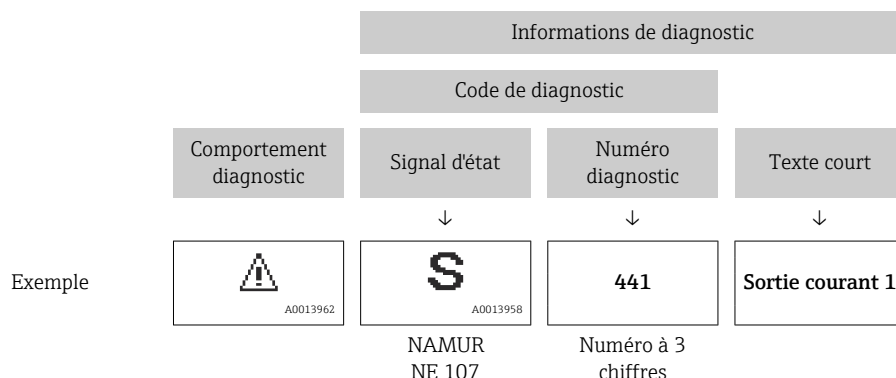 Informations de diagnostic
Code de diagnostic
Comportement
diagnostic
Signal d'état
Numéro
diagnostic
Texte court
↓
↓
↓
Exemple
A0013962
S
A0013958
441
Sortie courant 1
NAMUR
NE 107
Numéro à 3
chiffres